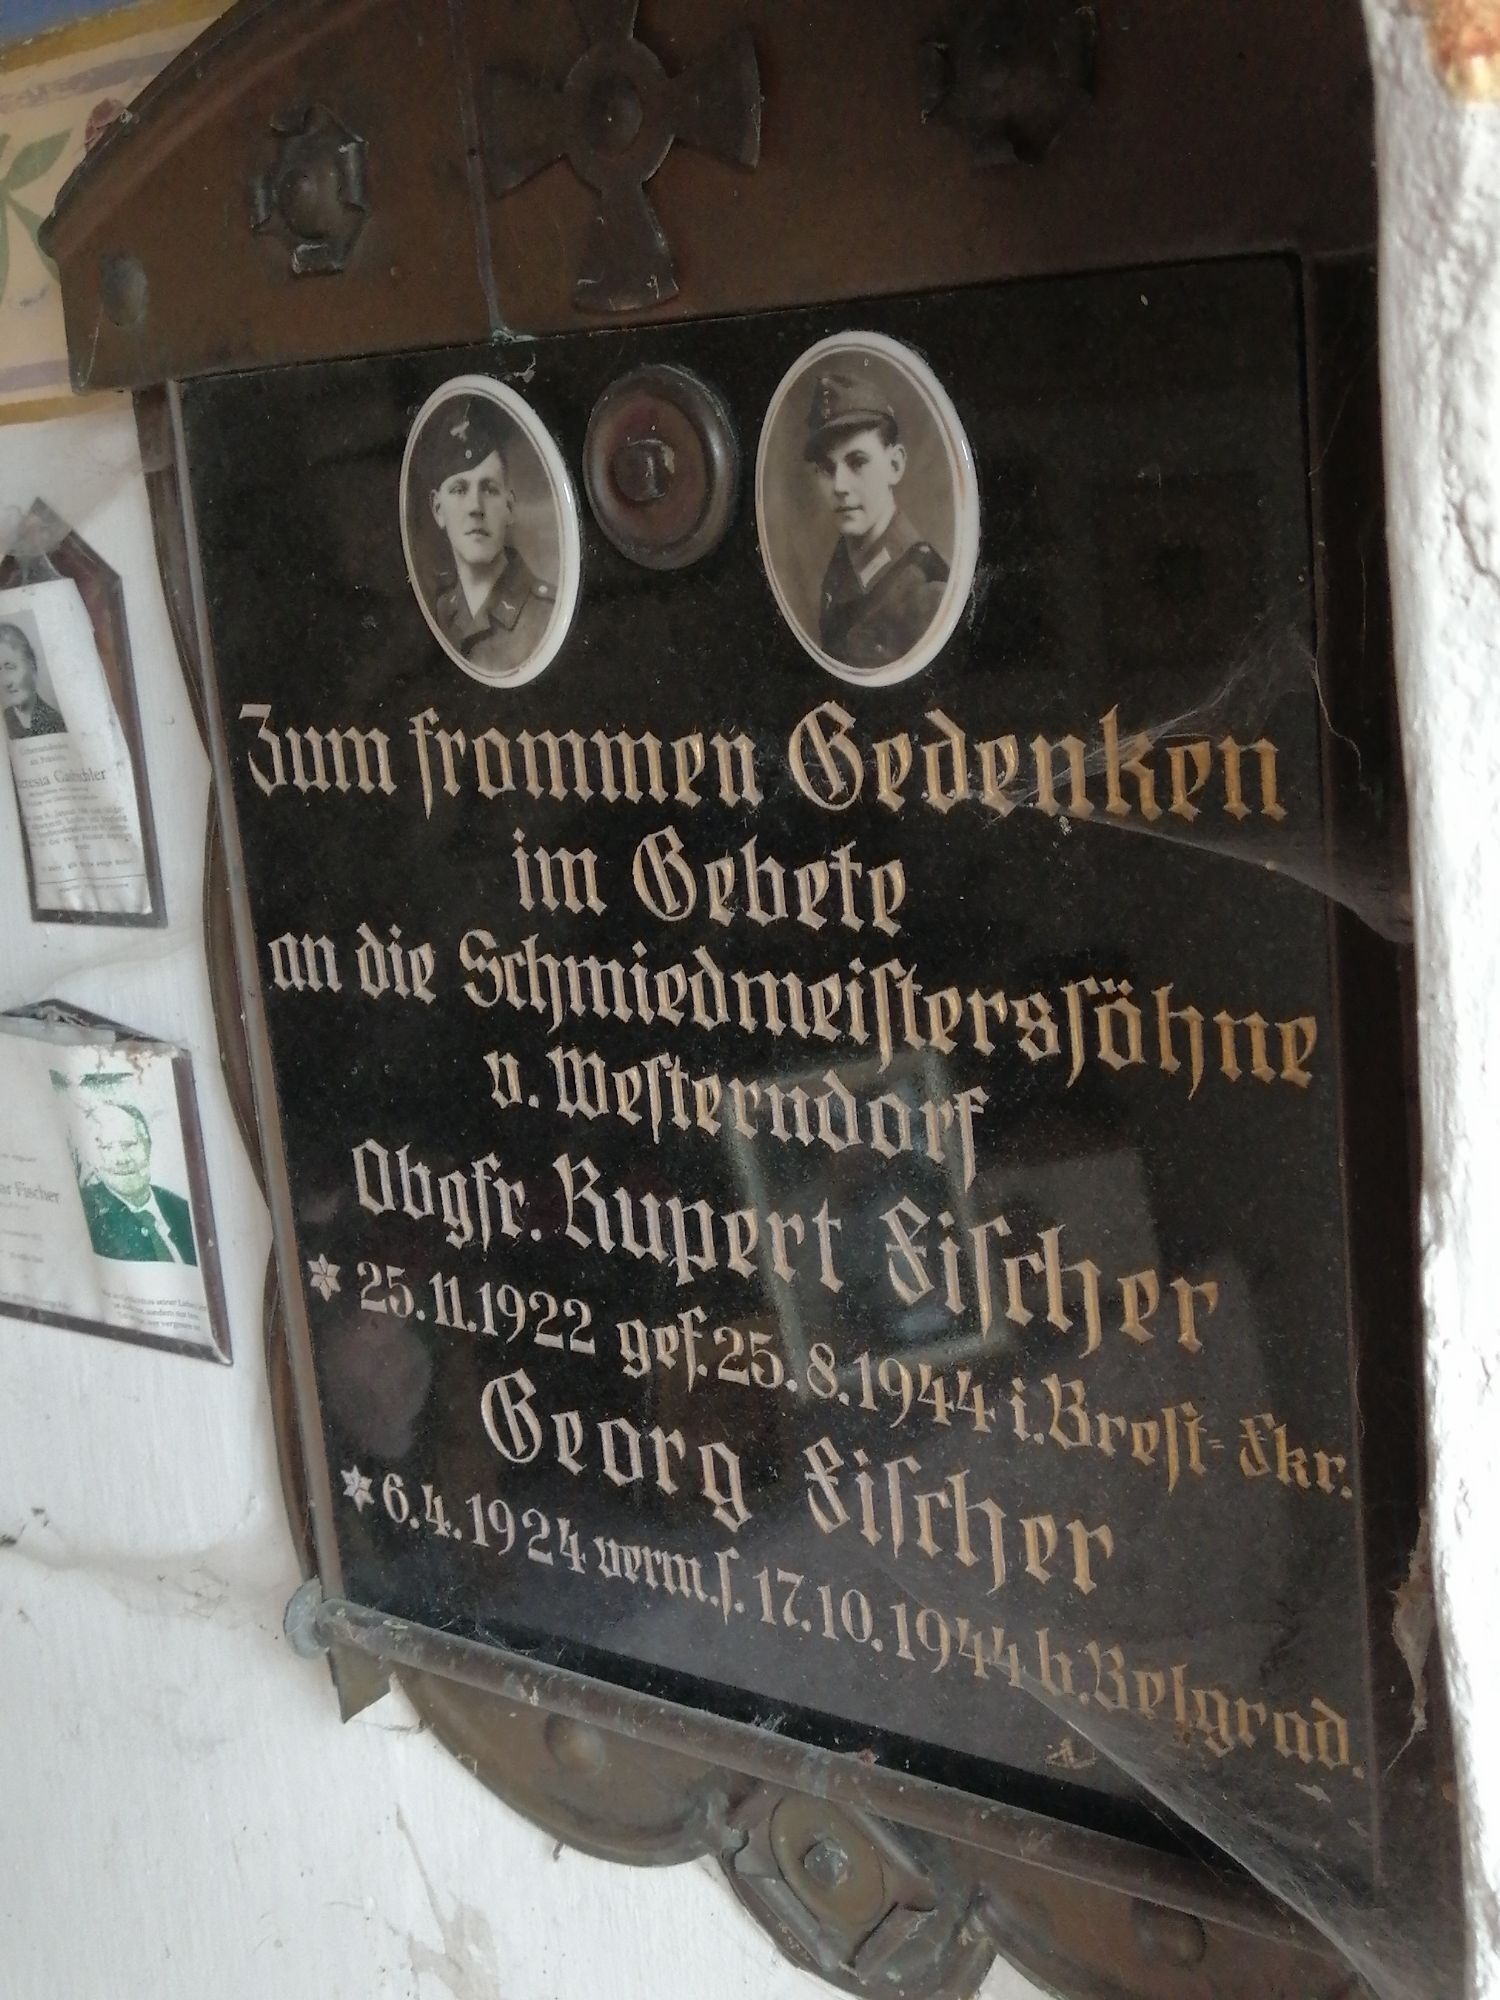 Zum frommen Gedenken
im Gebete
an die Schmiedmeisterssöhne
v. Westerndorf
Obgfr. Rupert Fischer
* 25.11.1922 gef. 25.8.1944 i. Brest-Fkr.
Georg Fischer
* 6.4.1924 verm.s. 17.10.1944 b. Belgrad.
Fischer